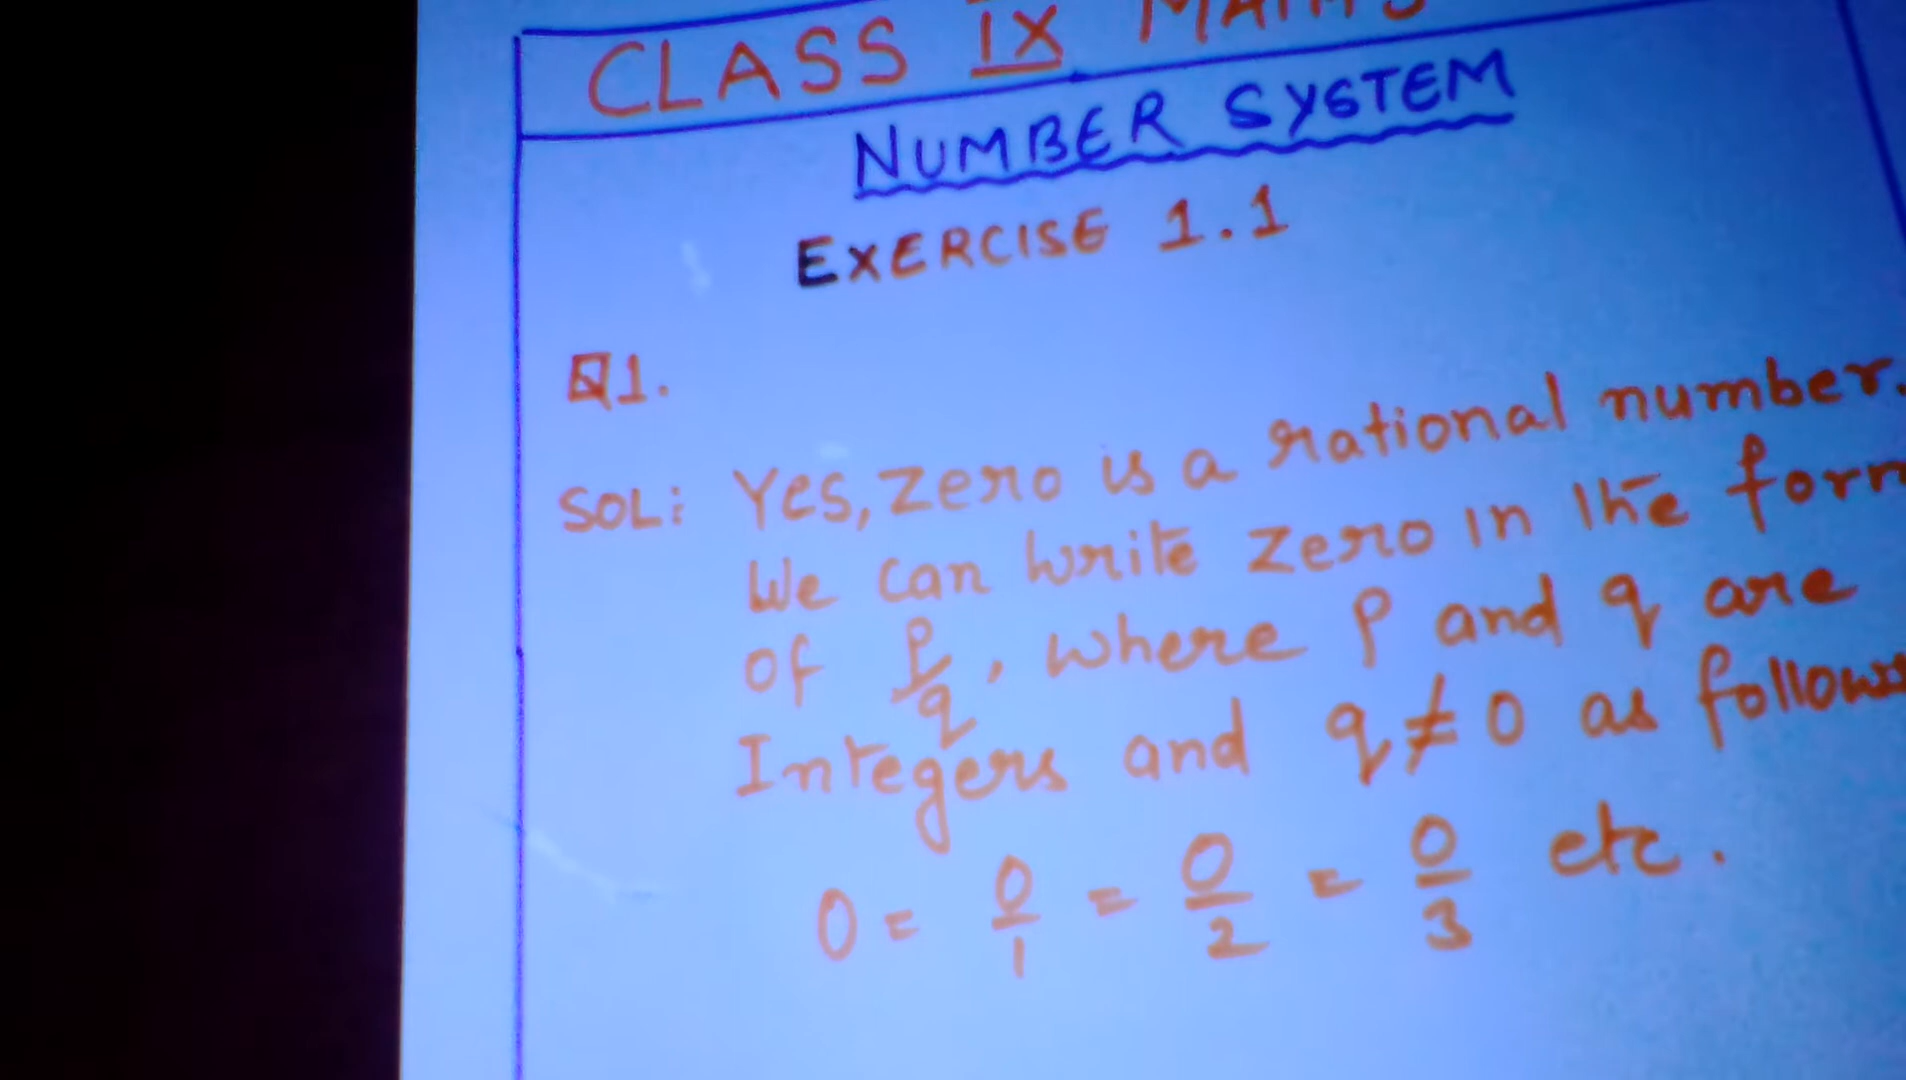 CLASS IX MATHS
NUMBER SYSTEM
EXERCISE 1.1
Q1.
SOL: Yes, zero is a rational number.
We can write zero in the form
of p/q, where p and q are
Integers and q ≠ 0 as follows
0 = 0/1 = 0/2 = 0/3 etc.